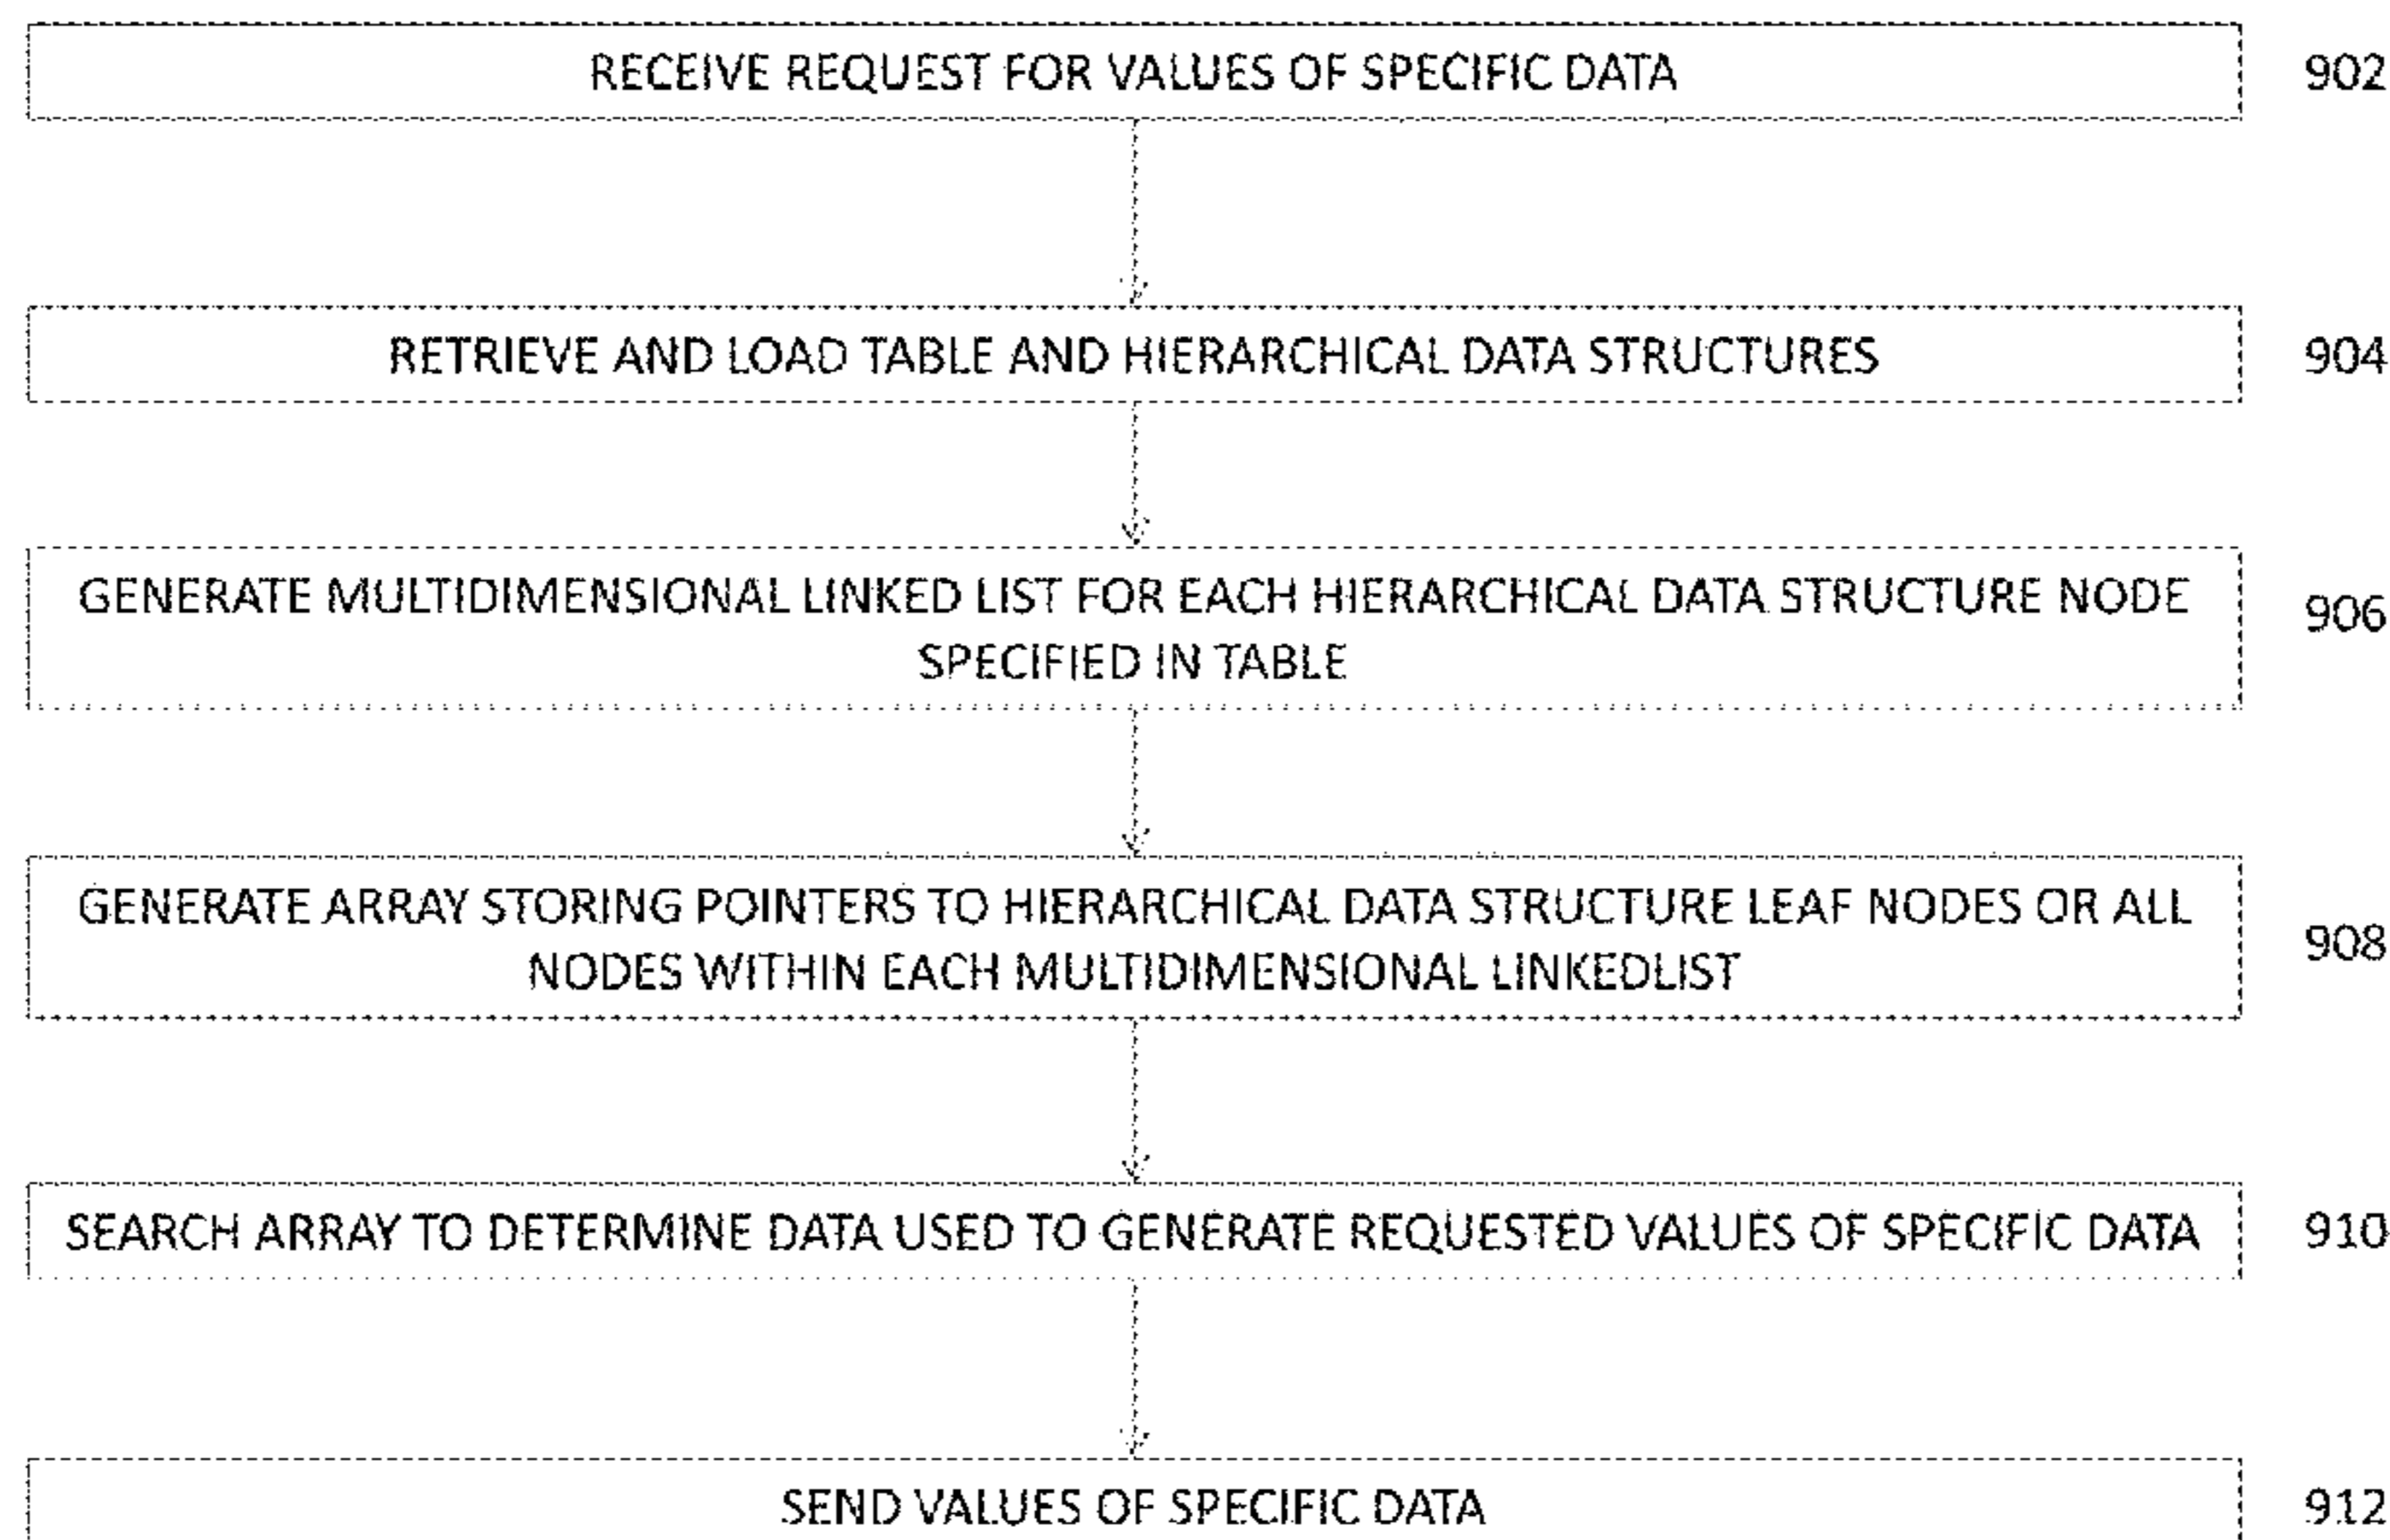 RECEIVE REQUEST FOR VALUES OF SPECIFIC DATA 902
RETRIEVE AND LOAD TABLE AND HIERARCHICAL DATA STRUCTURES 904
GENERATE MULTIDIMENSIONAL LINKED LIST FOR EACH HIERARCHICAL DATA STRUCTURE NODE
SPECIFIED IN TABLE
906
GENERATE ARRAY STORING POINTERS TO HIERARCHICAL DATA STRUCTURE LEAF NODES OR ALL
NODES WITHIN EACH MULTIDIMENSIONAL LINKEDLIST
908
SEARCH ARRAY TO DETERMINE DATA USED TO GENERATE REQUESTED VALUES OF SPECIFIC DATA 910
SEND VALUES OF SPECIFIC DATA 912